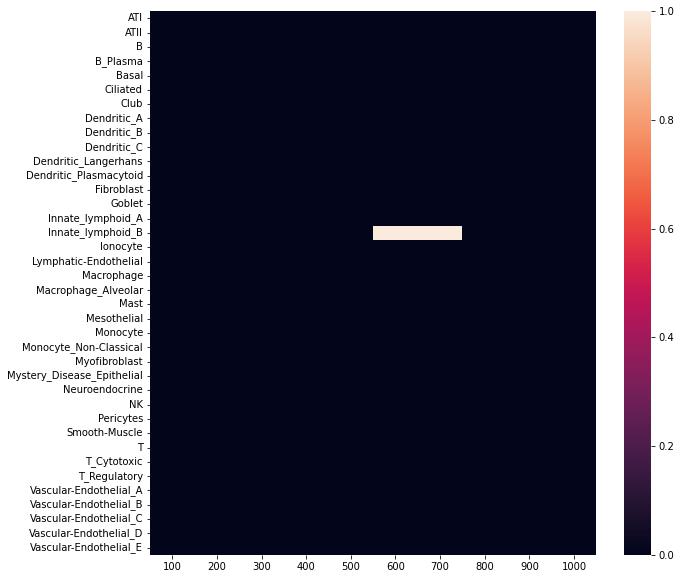 ATI
ATII
B
B_Plasma
Basal
Ciliated
Club
Dendritic_A
Dendritic_B
Dendritic_C
Dendritic_Langerhans
Dendritic_Plasmacytoid
Fibroblast
Goblet
Innate_lymphoid_A
Innate_lymphoid_B
Ionocyte
Lymphatic-Endothelial
Macrophage
Macrophage_Alveolar
Mast
Mesothelial
Monocyte
Monocyte_Non-Classical
Myofibroblast
Mystery_Disease_Epithelial
Neuroendocrine
NK
Pericytes
Smooth-Muscle
T
T_Cytotoxic
T_Regulatory
Vascular-Endothelial_A
Vascular-Endothelial_B
Vascular-Endothelial_C
Vascular-Endothelial_D
Vascular-Endothelial_E
100 200 300 400 500 600 700 800 900 1000
1.0
0.8
0.6
0.4
0.2
0.0